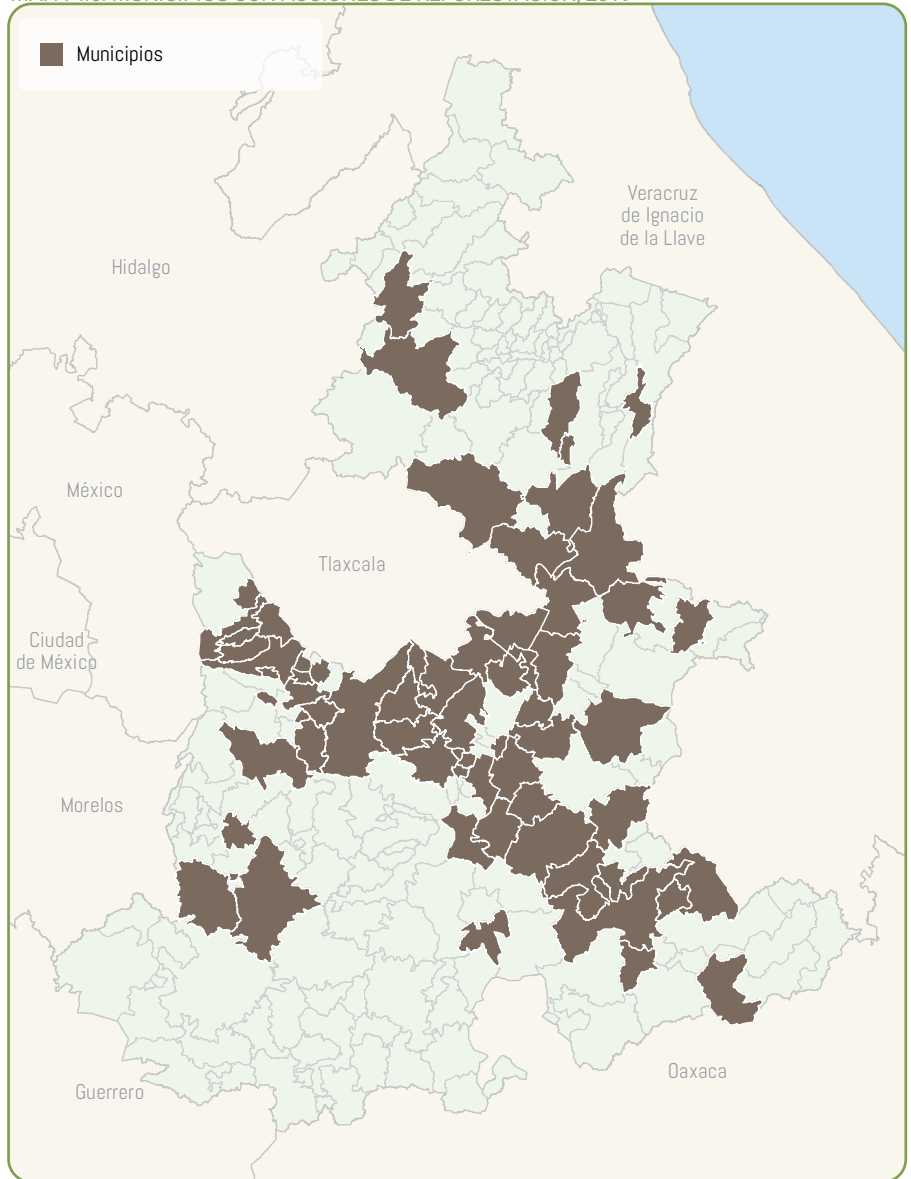 Municipios
Veracruz
de Ignacio
de la Llave
Hidalgo
México
Tlaxcala
Ciudad
de México
Morelos
Oaxaca
Guerrero